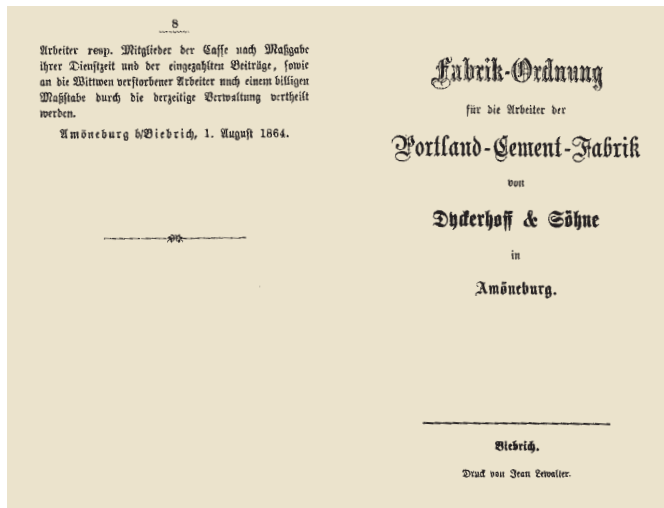 8
Arbeiter resp. Mitglieder der Casse nach Maßgabe
ihrer Dienstzeit und der eingezahlten Beiträge, sowie
an die Wittwen verstorbener Arbeiter nach einem billigen
Maßstabe durch die derzeitige Verwaltung vertheilt
werden.
Amöneburg b/Biebrich, 1. August 1864.
Fabrik-Ordnung
für die Arbeiter der
Portland-Cement-Fabrik
von
Dyckerhoff & Söhne
in
Amöneburg.
Biebrich.
Druck von Jean Lewalter.